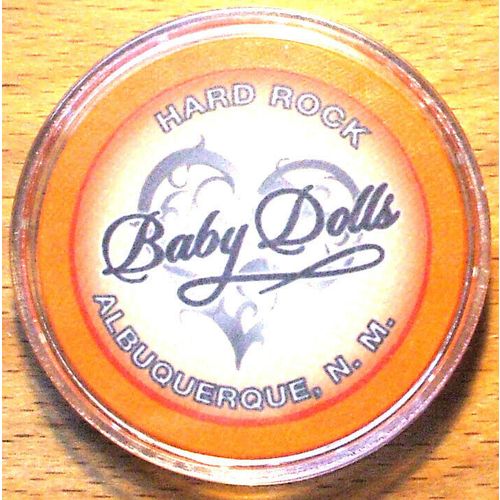 HARD ROCK
Baby Dolls
ALBUQUERQUE, N. M.